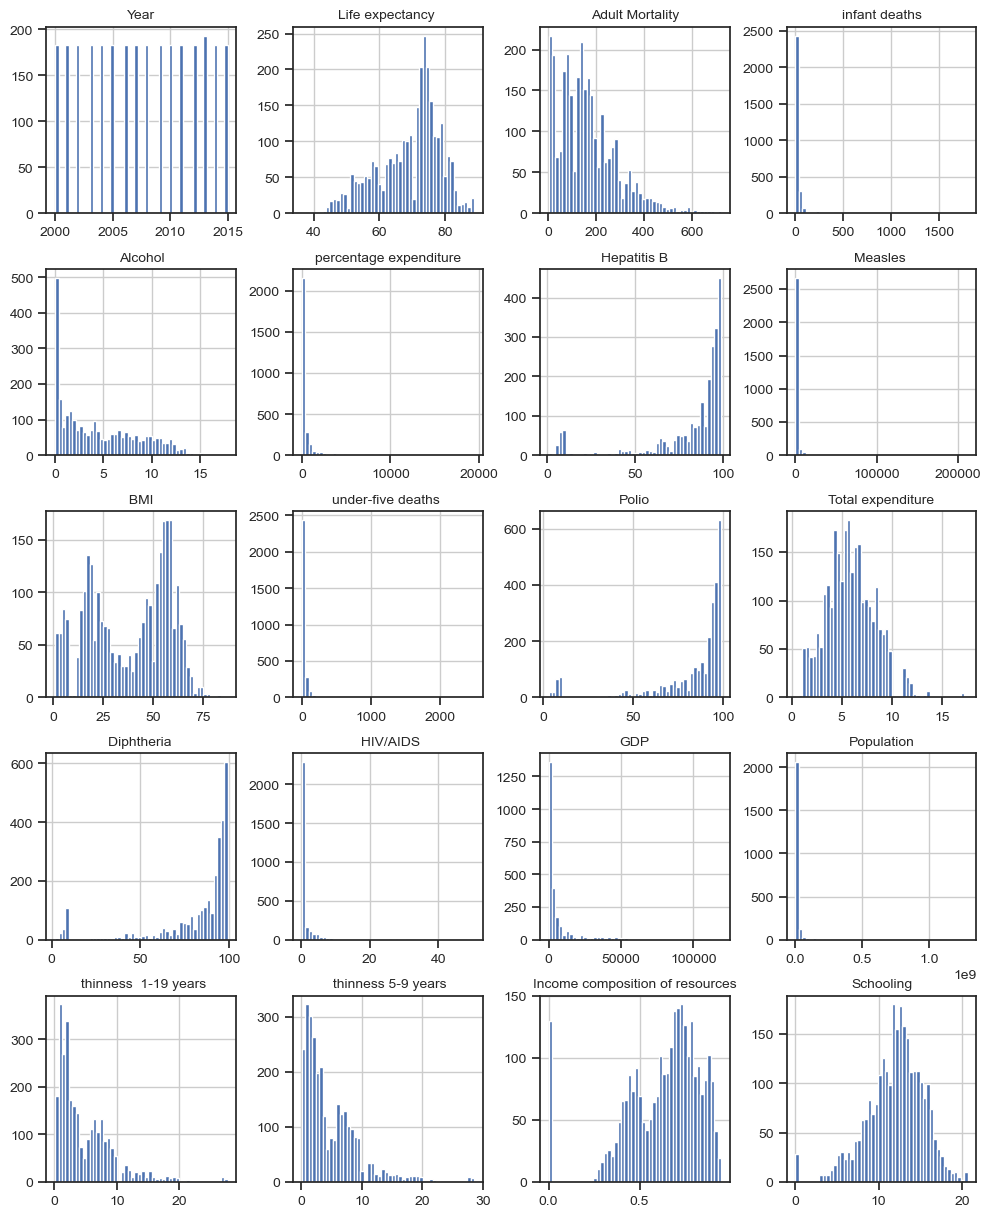 Year
200
150
100
50
0
2000 2005 2010 2015
Life expectancy
250
200
150
100
50
0
40 60 80
Adult Mortality
200
150
100
50
0
0 200 400 600
infant deaths
2500
2000
1500
1000
500
0
0 500 1000 1500
Alcohol
500
400
300
200
100
0
0 5 10 15
percentage expenditure
2000
1500
1000
500
0
0 10000 20000
Hepatitis B
400
300
200
100
0
0 50 100
Measles
2500
2000
1500
1000
500
0
0 100000 200000
BMI
150
100
50
0
0 25 50 75
under-five deaths
2500
2000
1500
1000
500
0
0 1000 2000
Polio
600
400
200
0
0 50 100
Total expenditure
150
100
50
0
0 5 10 15
Diphtheria
600
400
200
0
0 50 100
HIV/AIDS
2000
1500
1000
500
0
0 20 40
GDP
1250
1000
750
500
250
0
0 50000 100000
Population
2000
1500
1000
500
0
0.0 0.5 1.0
1e9
thinness  1-19 years
300
200
100
0
0 10 20
thinness 5-9 years
300
250
200
150
100
50
0
0 10 20 30
Income composition of resources
150
100
50
0
0.0 0.5
Schooling
150
100
50
0
0 10 20